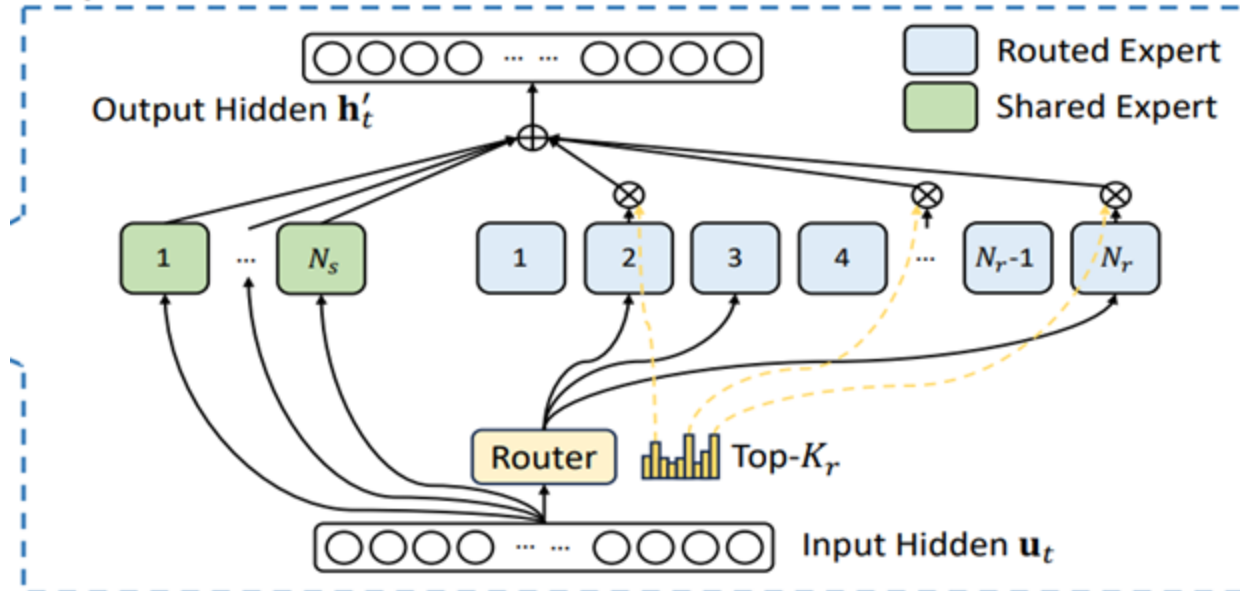 Routed Expert
Shared Expert
... ...
Output Hidden h′ₜ
1
...
Nₛ
1
2
3
4
...
Nᵣ-1
Nᵣ
Router
Top-Kᵣ
... ...
Input Hidden uₜ